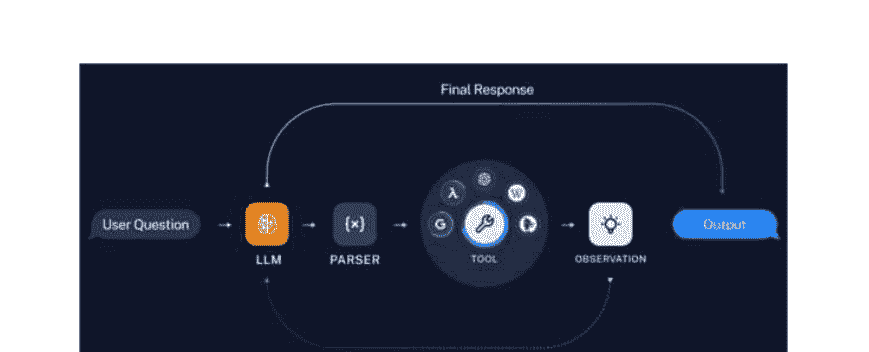 Final Response
User Question
LLM
{x}
PARSER
λ
W
G
TOOL
OBSERVATION
Output